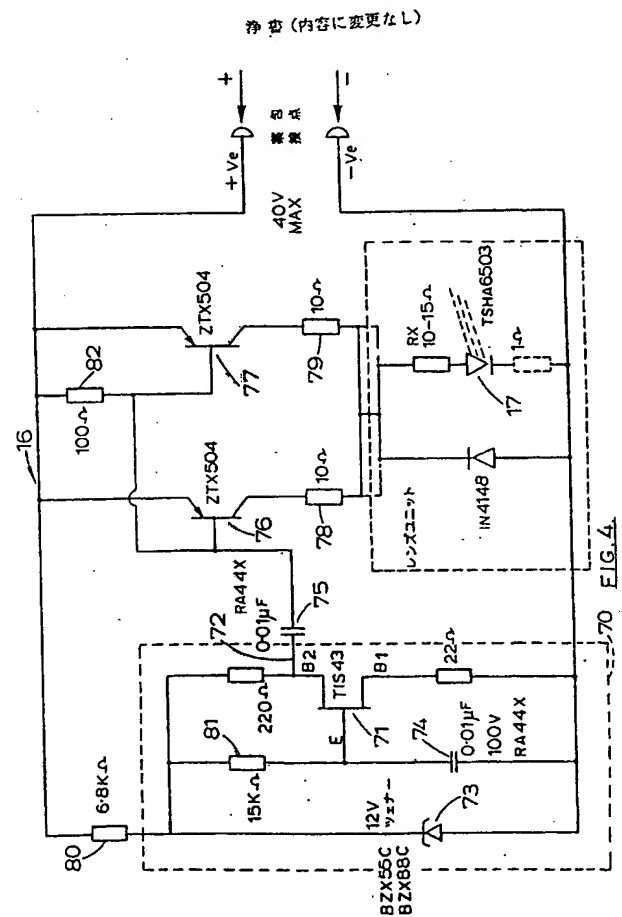 浄書(内容に変更なし)
+
-
+Ve
-Ve
接点
40V
MAX
16
82
100Ω
ZTX504
77
ZTX504
76
10Ω
79
10Ω
78
RX
10-15Ω
TSHA6503
17
1Ω
IN4148
レンズユニット
RA44X
0·01μF
75
72
80
6·8KΩ
81
15KΩ
220Ω
B2
TIS43
E
B1
71
22Ω
74
0·01μF
100V
RA44X
12V
ツェナー
73
BZX55C
BZX88C
70
FIG. 4.